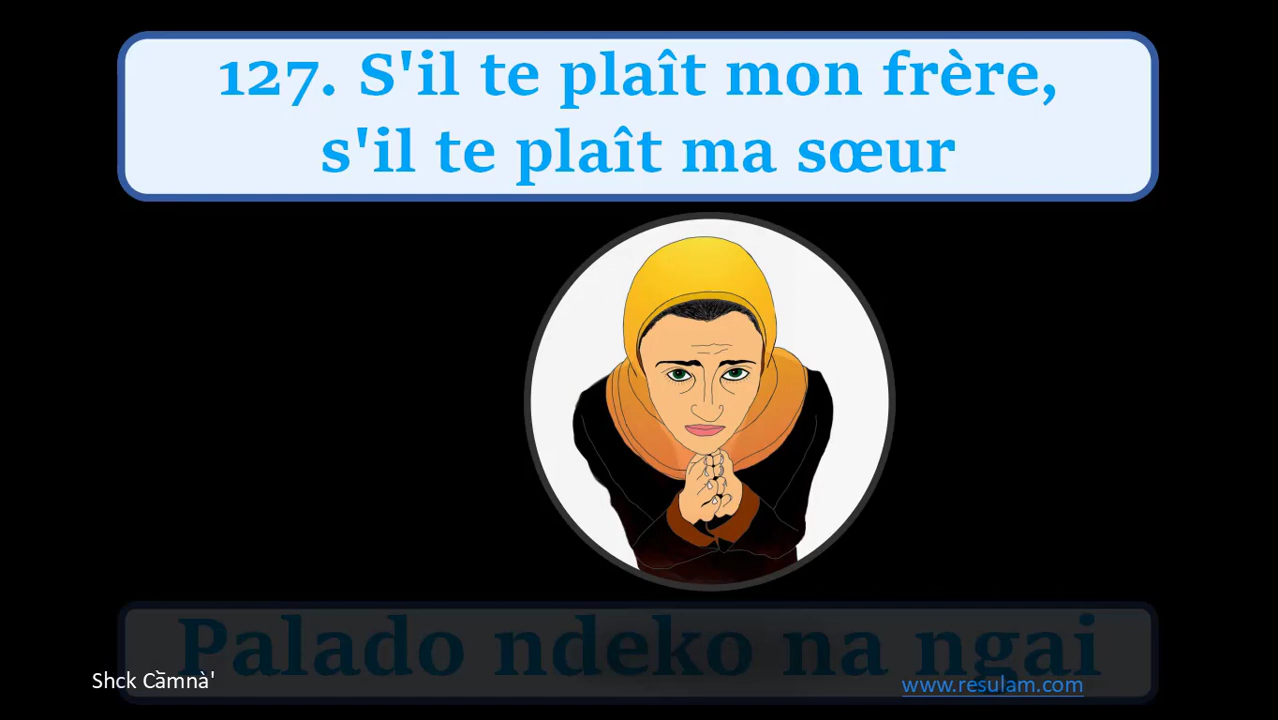 127. S'il te plaît mon frère,
s'il te plaît ma sœur
Palado ndeko na ngai
Shck Cầmnà'
www.resulam.com